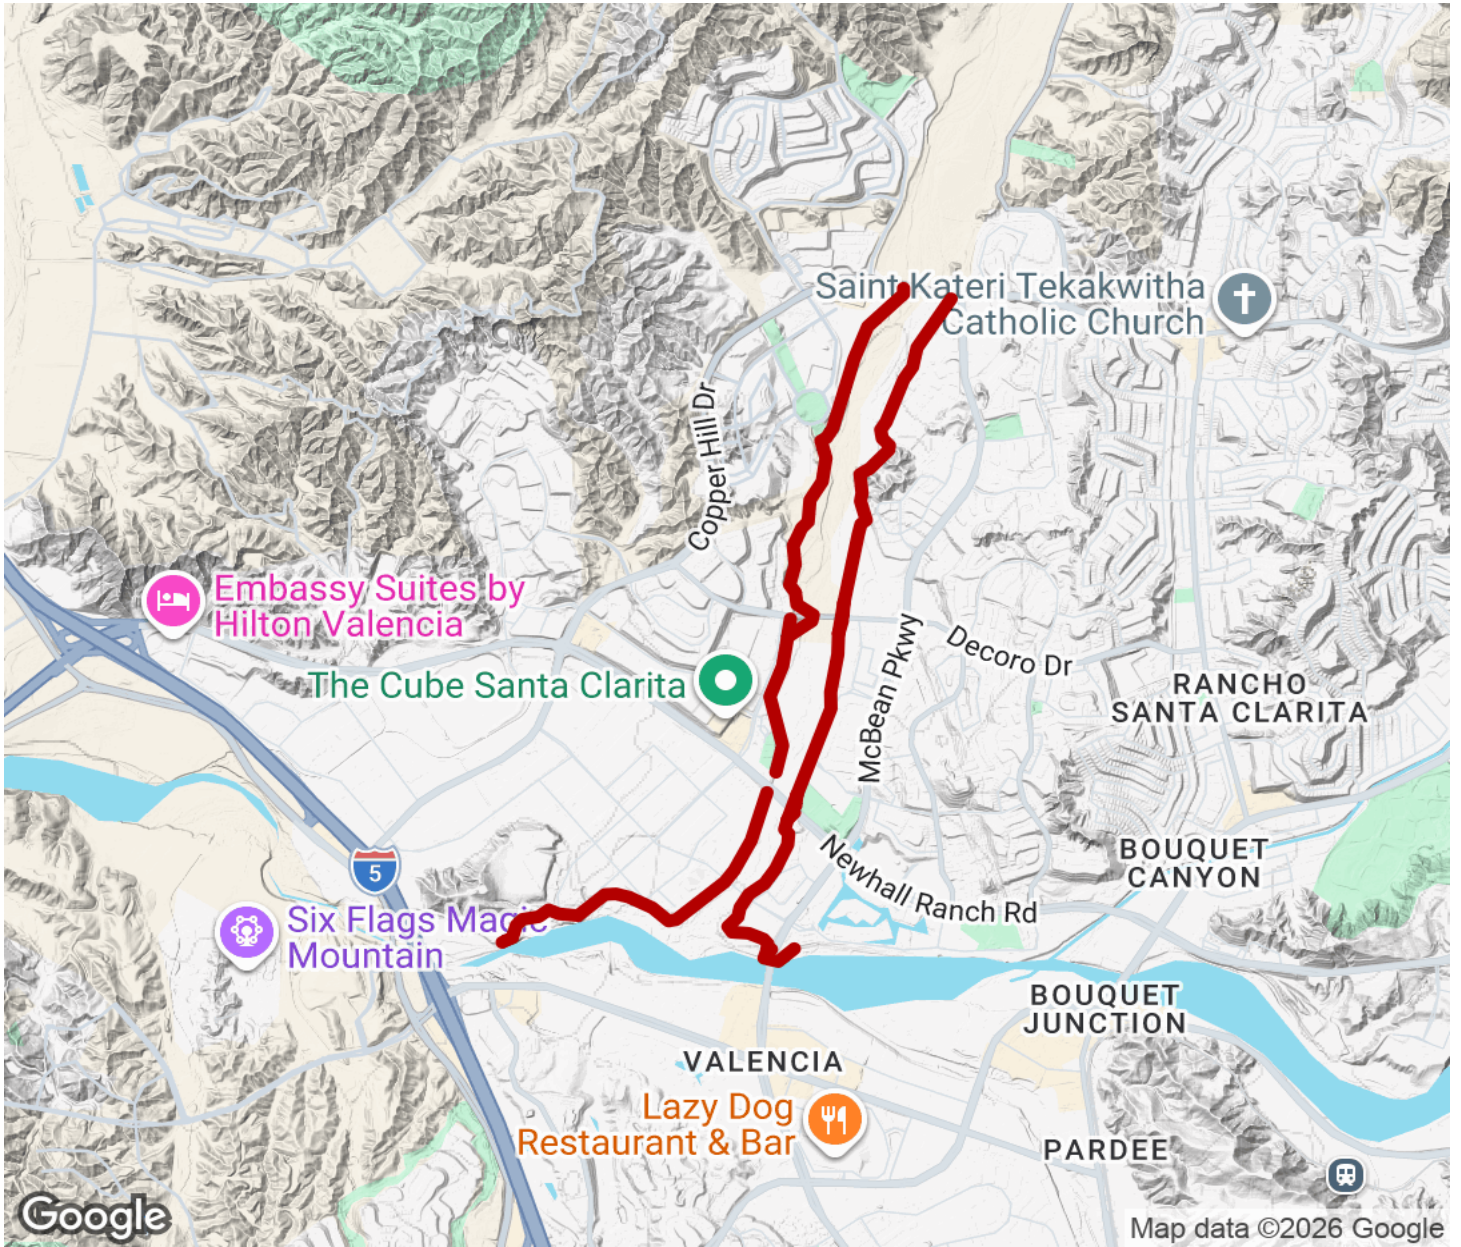 Saint Kateri Tekakwitha
Catholic Church
Copper Hill Dr
Embassy Suites by
Hilton Valencia
The Cube Santa Clarita
McBean Pkwy
Decoro Dr
RANCHO
SANTA CLARITA
5
Newhall Ranch Rd
BOUQUET
CANYON
Six Flags Magic
Mountain
BOUQUET
JUNCTION
VALENCIA
Lazy Dog
Restaurant & Bar
PARDEE
Google
Map data ©2026 Google